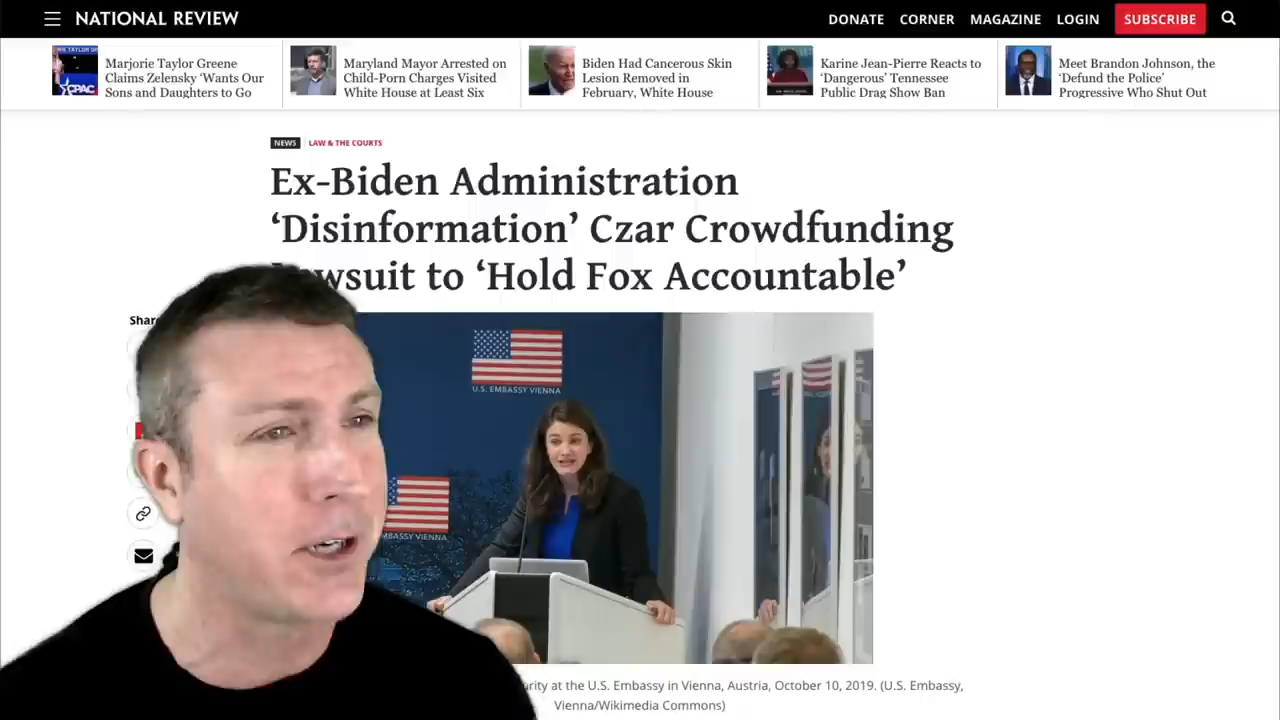 NATIONAL REVIEW
DONATE CORNER MAGAZINE LOGIN SUBSCRIBE
Marjorie Taylor Greene
Claims Zelensky ‘Wants Our
Sons and Daughters to Go
Maryland Mayor Arrested on
Child-Porn Charges Visited
White House at Least Six
Biden Had Cancerous Skin
Lesion Removed in
February, White House
Karine Jean-Pierre Reacts to
‘Dangerous’ Tennessee
Public Drag Show Ban
Meet Brandon Johnson, the
‘Defund the Police’
Progressive Who Shut Out
CPAC
NEWS LAW & THE COURTS
Ex-Biden Administration
‘Disinformation’ Czar Crowdfunding
to ‘Hold Fox Accountable’
Share
U.S. EMBASSY VIENNA
VIENNA
at the U.S. Embassy in Vienna, Austria, October 10, 2019. (U.S. Embassy,
Vienna/Wikimedia Commons)